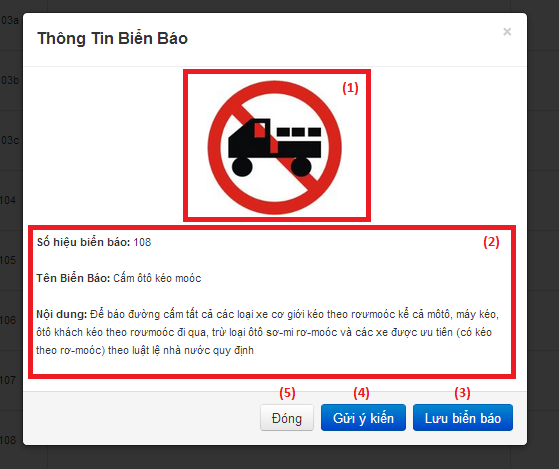 03a
Thông Tin Biển Báo
×
03b
(1)
03c
104
Số hiệu biển báo: 108
(2)
105
Tên Biển Báo: Cấm ôtô kéo moóc
106
Nội dung: Để báo đường cấm tất cả các loại xe cơ giới kéo theo rơmoóc kể cả môtô, máy kéo,
ôtô khách kéo theo rơmoóc đi qua, trừ loại ôtô sơ-mi rơ-moóc và các xe được ưu tiên (có kéo
theo rơ-moóc) theo luật lệ nhà nước quy định
107
(5)
(4)
(3)
Đóng
Gửi ý kiến
Lưu biển báo
108